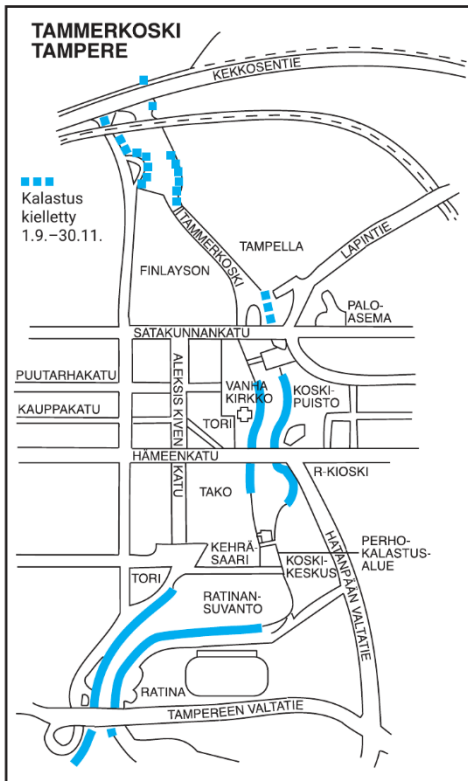 TAMMERKOSKI
TAMPERE
KEKKOSENTIE
Kalastus
kielletty
1.9.–30.11.
TAMMERKOSKI
TAMPELLA
LAPINTIE
FINLAYSON
PALO-
ASEMA
SATAKUNNANKATU
PUUTARHAKATU
KAUPPAKATU
ALEKSIS KIVEN
KATU
VANHA
KIRKKO
KOSKI-
PUISTO
TORI
HÄMEENKATU
R-KIOSKI
TAKO
HATANPÄÄN VALTATIE
KEHRÄ-
SAARI
KOSKI-
KESKUS
PERHO-
KALASTUS-
ALUE
TORI
RATINAN-
SUVANTO
RATINA
TAMPEREEN VALTATIE